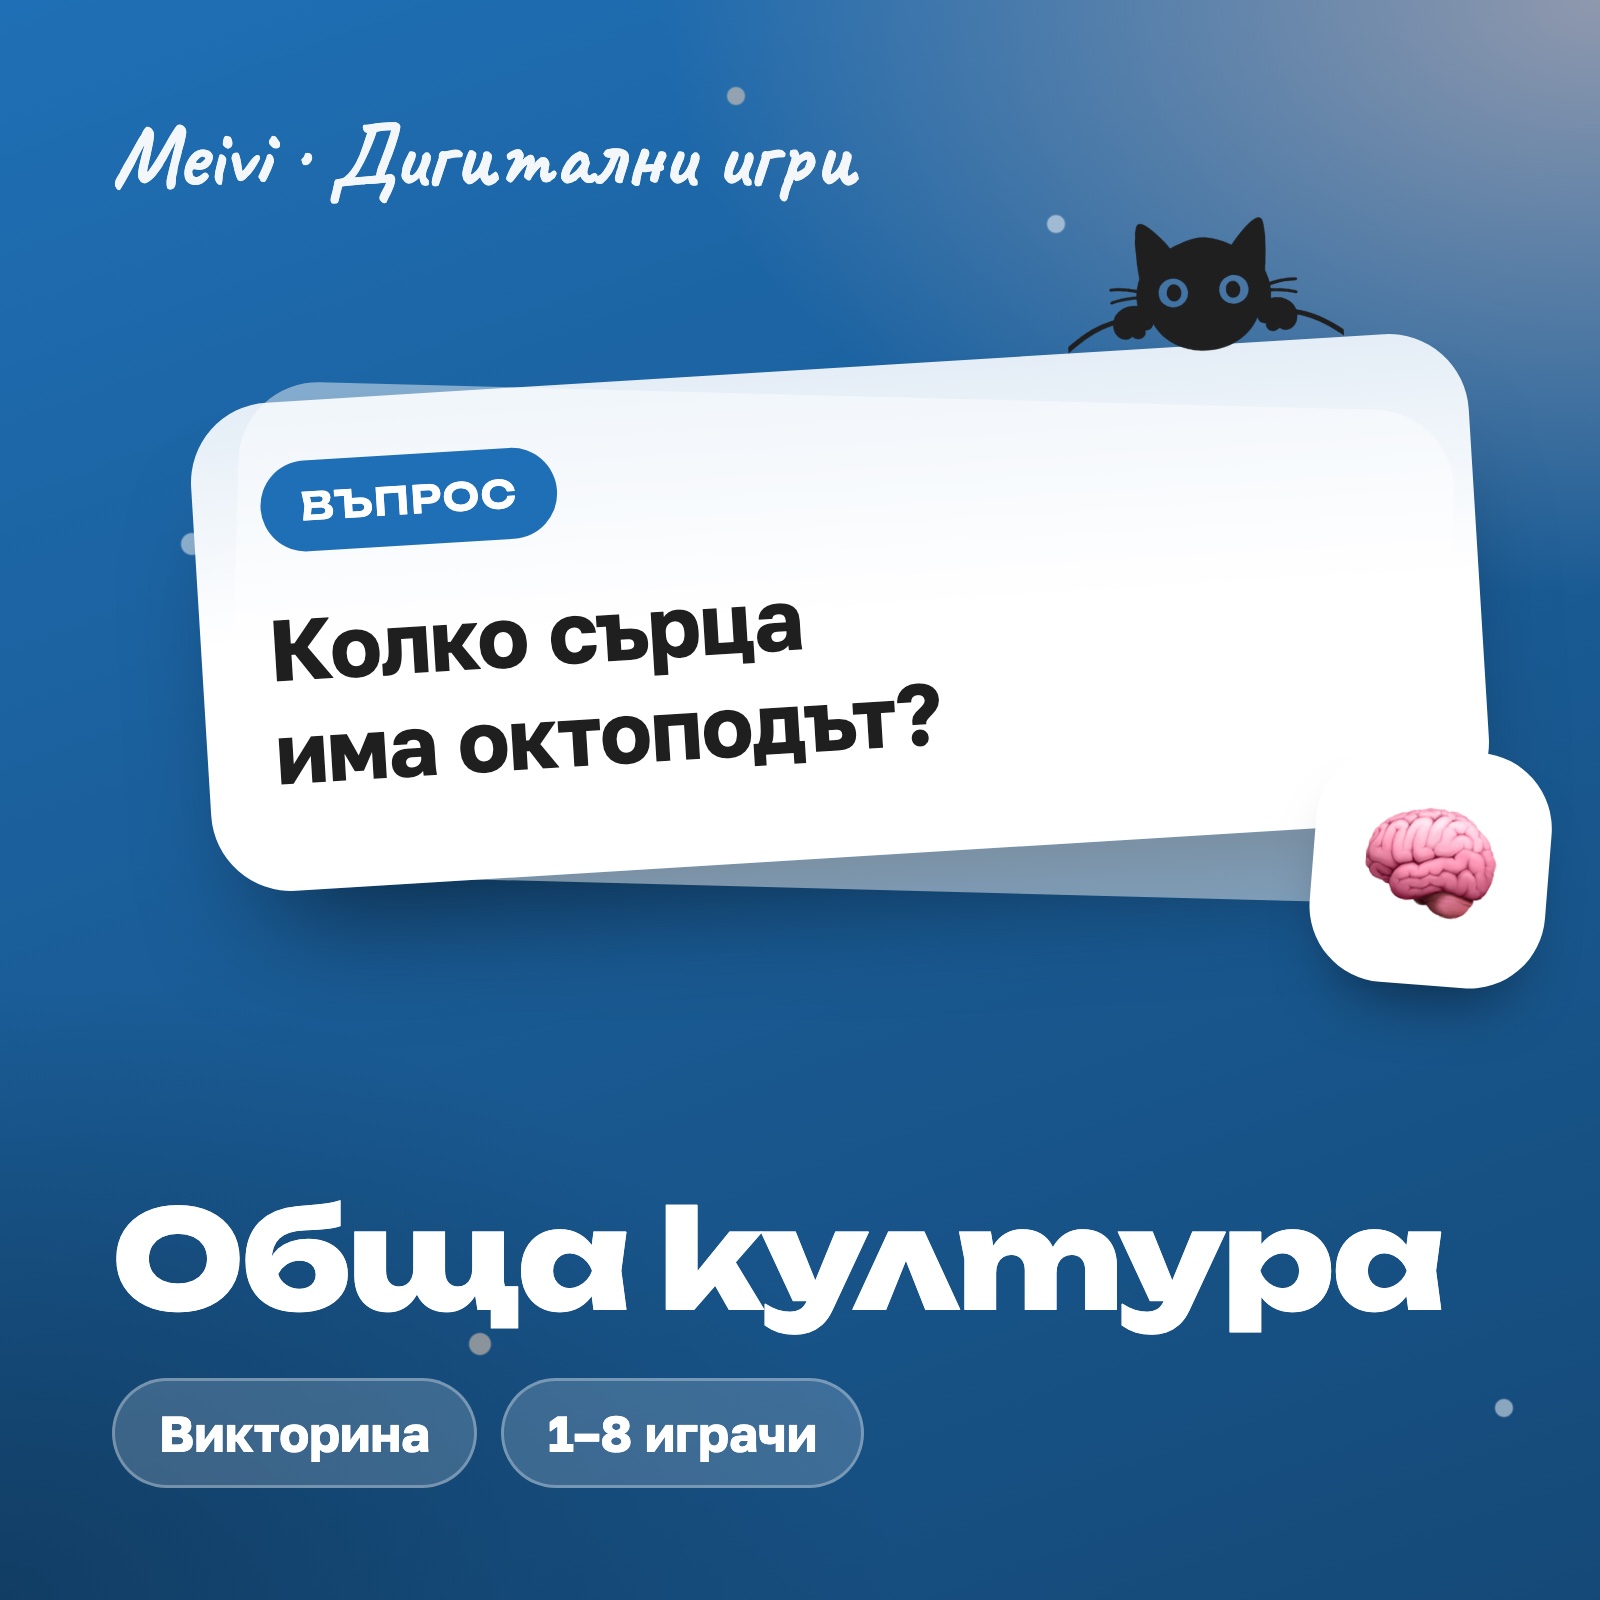 Meivi · Дигитални игри
ВЪПРОС
Колко сърца
има октоподът?
Обща култура
Викторина
1–8 играчи